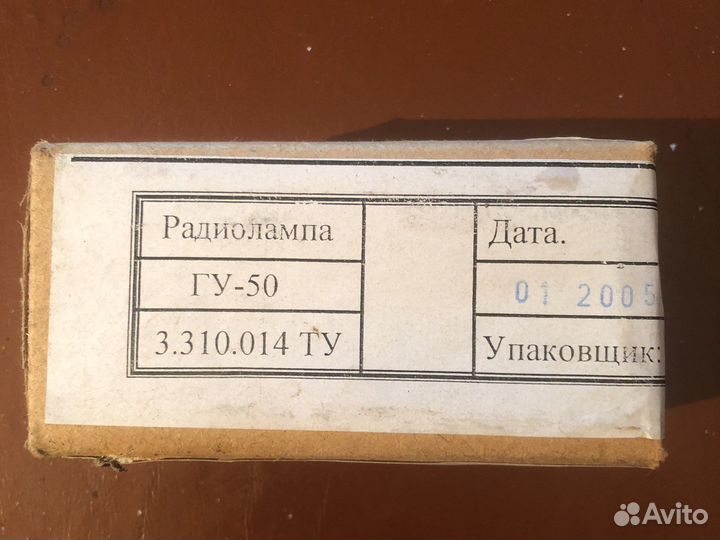 Радиолампа
ГУ-50
3.310.014 ТУ
Дата.
01 2005
Упаковщик:
Avito